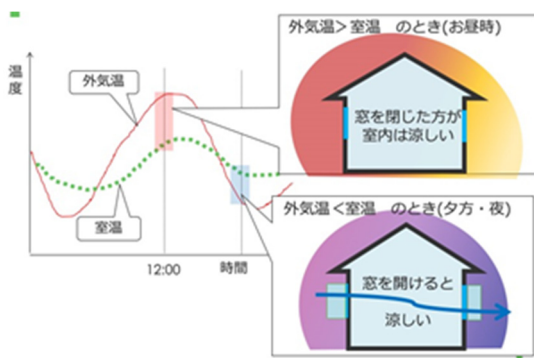 温度
外気温
室温
12:00
時間
外気温＞室温　のとき(お昼時)
窓を閉じた方が
室内は涼しい
外気温＜室温　のとき(夕方・夜)
窓を開けると
涼しい